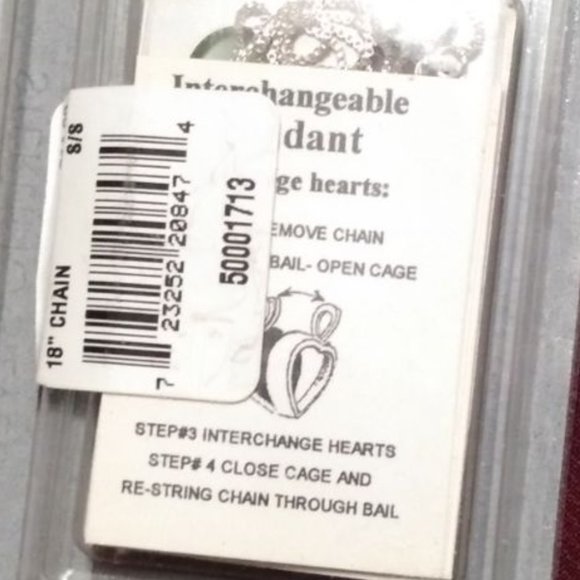 Interchangeable
dant
ge hearts:
EMOVE CHAIN
BAIL- OPEN CAGE
STEP#3 INTERCHANGE HEARTS
STEP# 4 CLOSE CAGE AND
RE-STRING CHAIN THROUGH BAIL
18" CHAIN
S/S
7 23252 20847 4
50001713